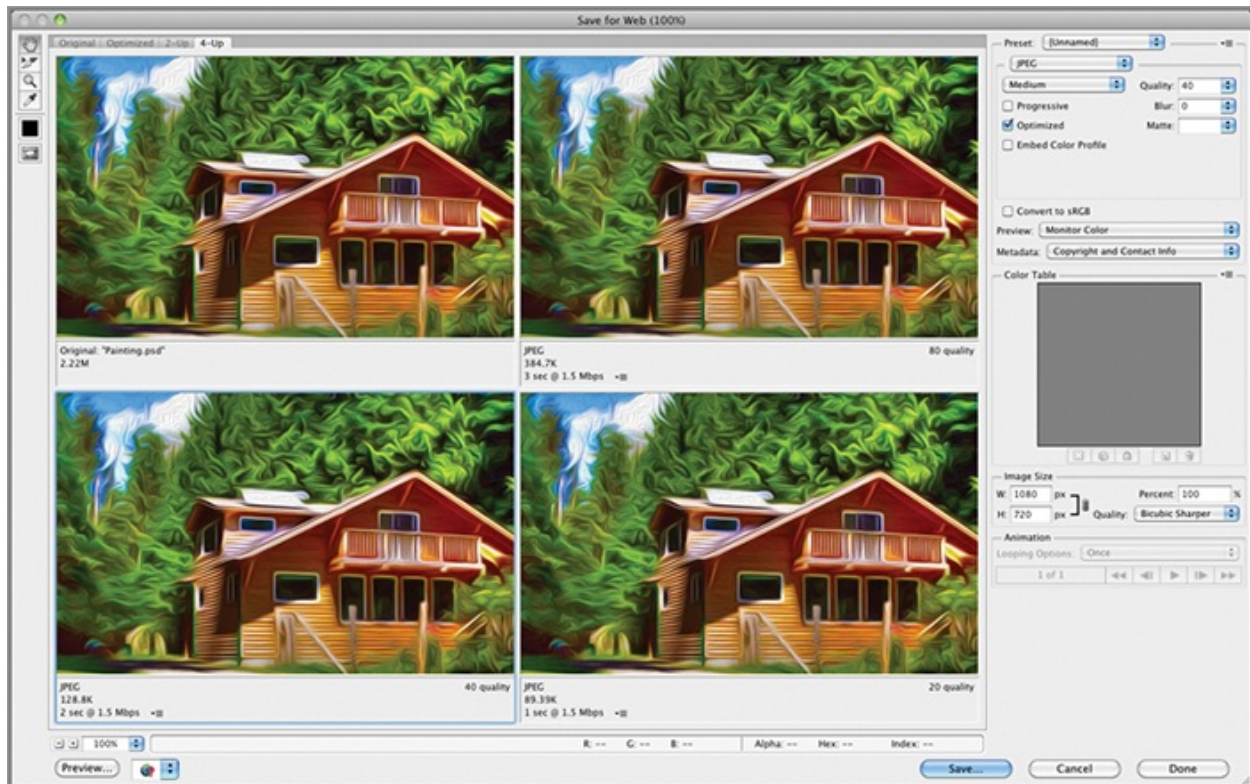 Save for Web (100%)
Original Optimized 2-Up 4-Up
Original: "Painting.psd"
2.22M
JPEG 80 quality
384.7K
3 sec @ 1.5 Mbps
JPEG 40 quality
128.8K
2 sec @ 1.5 Mbps
JPEG 20 quality
89.39K
1 sec @ 1.5 Mbps
100% R: -- G: -- B: -- Alpha: -- Hex: -- Index: --
Preview... Save... Cancel Done
Preset: [Unnamed]
JPEG
Medium Quality: 40
Progressive Blur: 0
Optimized Matte:
Embed Color Profile
Convert to sRGB
Preview: Monitor Color
Metadata: Copyright and Contact Info
Color Table
Image Size
W: 1080 px Percent: 100 %
H: 720 px Quality: Bicubic Sharper
Animation
Looping Options: Once
1 of 1